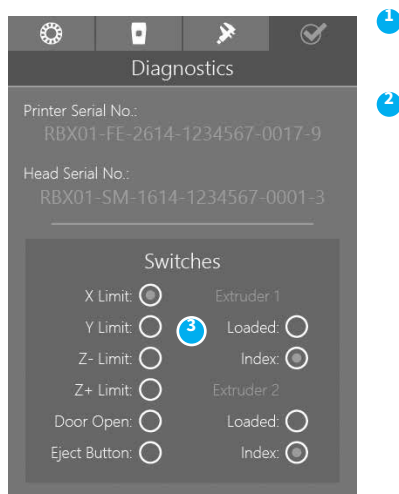 1
Diagnostics
2
Printer Serial No.:
RBX01-FE-2614-1234567-0017-9
Head Serial No.:
RBX01-SM-1614-1234567-0001-3
Switches
X Limit: Extruder 1
Y Limit: 3 Loaded:
Z- Limit: Index:
Z+ Limit: Extruder 2
Door Open: Loaded:
Eject Button: Index: